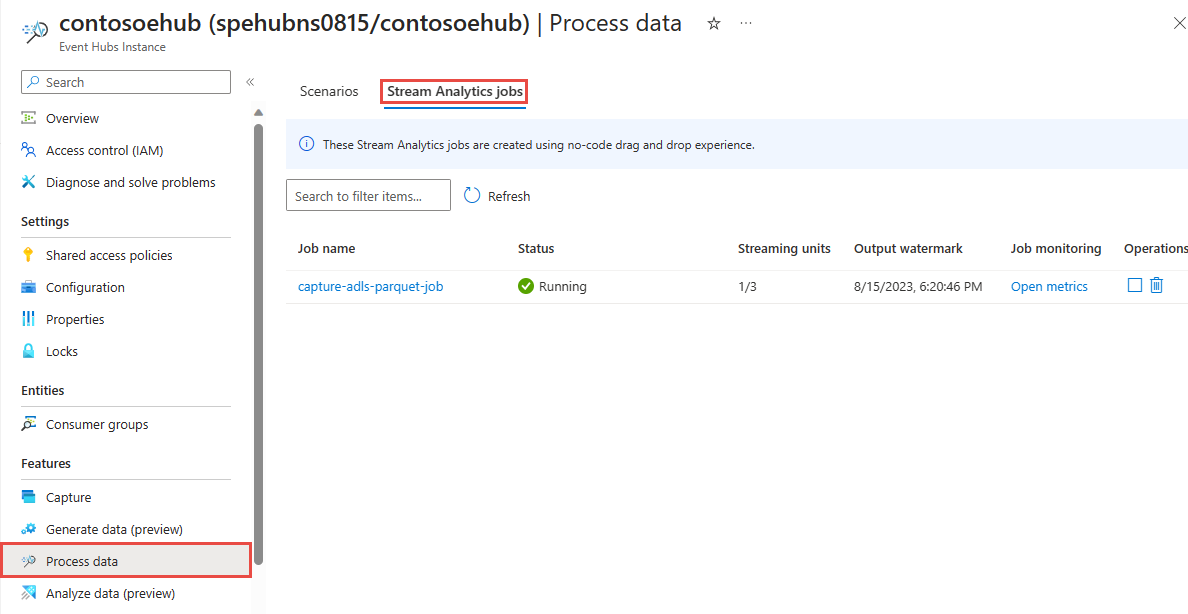 contosoehub (spehubns0815/contosoehub) | Process data
Event Hubs Instance
Search
Overview
Access control (IAM)
Diagnose and solve problems
Settings
Shared access policies
Configuration
Properties
Locks
Entities
Consumer groups
Features
Capture
Generate data (preview)
Process data
Analyze data (preview)
Scenarios
Stream Analytics jobs
These Stream Analytics jobs are created using no-code drag and drop experience.
Search to filter items...
Refresh
Job name Status Streaming units Output watermark Job monitoring Operations
capture-adls-parquet-job Running 1/3 8/15/2023, 6:20:46 PM Open metrics